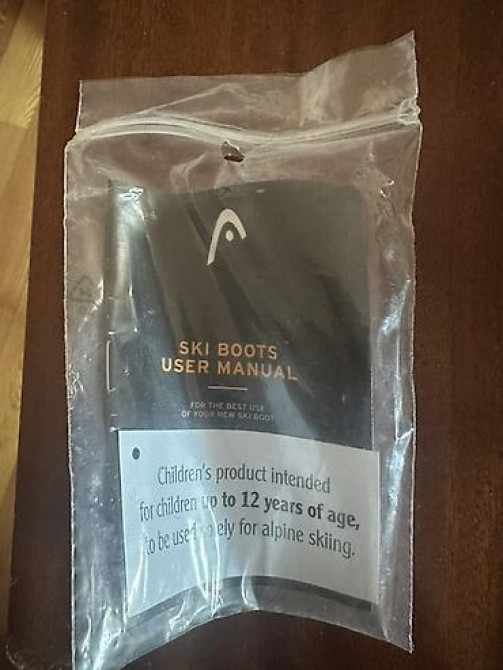 SKI BOOTS
USER MANUAL
FOR THE BEST USE
OF YOUR NEW SKI BOOT
Children's product intended
for children up to 12 years of age,
to be used solely for alpine skiing.